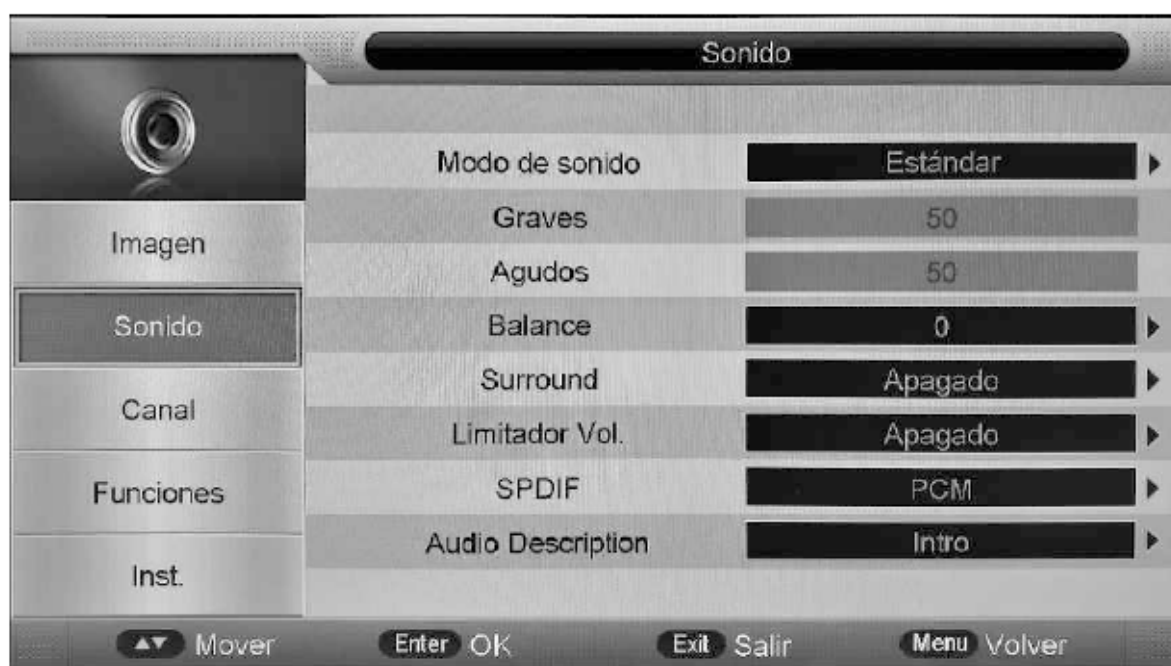 Sonido
Imagen
Sonido
Canal
Funciones
Inst.
Modo de sonido Estándar
Graves 50
Agudos 50
Balance 0
Surround Apagado
Limitador Vol. Apagado
SPDIF PCM
Audio Description Intro
Mover Enter OK Exit Salir Menu Volver